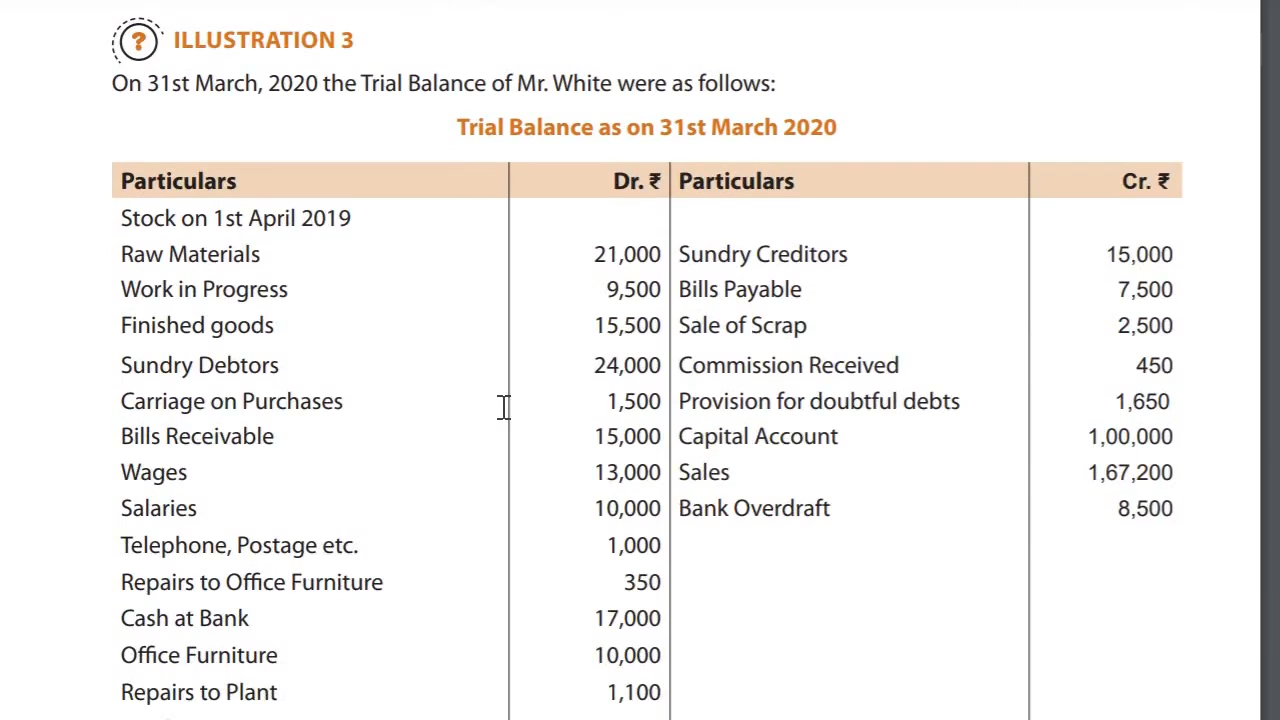 ?
ILLUSTRATION 3
On 31st March, 2020 the Trial Balance of Mr. White were as follows:
Trial Balance as on 31st March 2020
Particulars Dr. ₹ Particulars Cr. ₹
Stock on 1st April 2019
Raw Materials 21,000 Sundry Creditors 15,000
Work in Progress 9,500 Bills Payable 7,500
Finished goods 15,500 Sale of Scrap 2,500
Sundry Debtors 24,000 Commission Received 450
Carriage on Purchases 1,500 Provision for doubtful debts 1,650
Bills Receivable 15,000 Capital Account 1,00,000
Wages 13,000 Sales 1,67,200
Salaries 10,000 Bank Overdraft 8,500
Telephone, Postage etc. 1,000
Repairs to Office Furniture 350
Cash at Bank 17,000
Office Furniture 10,000
Repairs to Plant 1,100